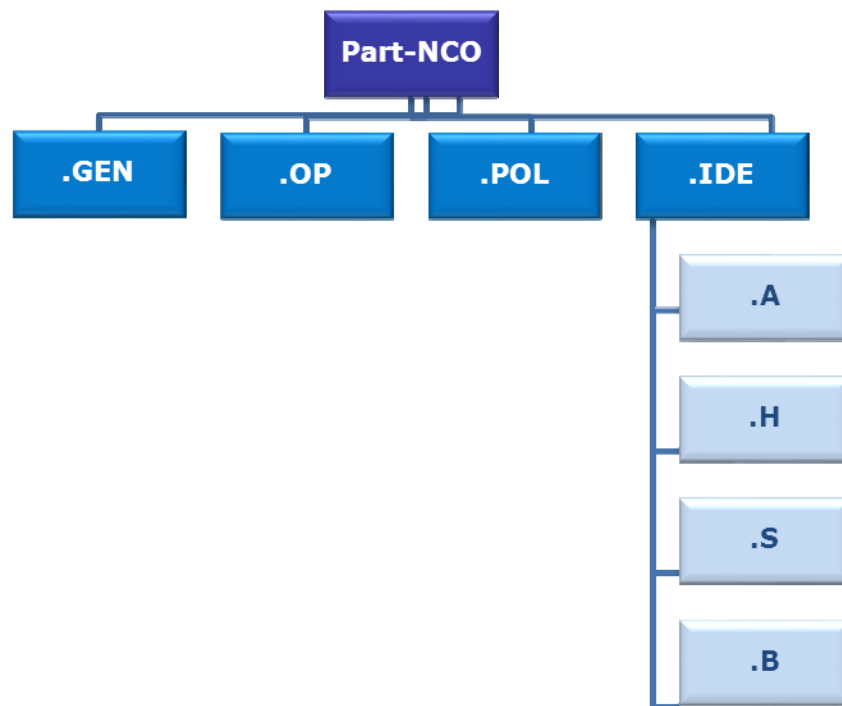 Part-NCO
.GEN
.OP
.POL
.IDE
.A
.H
.S
.B